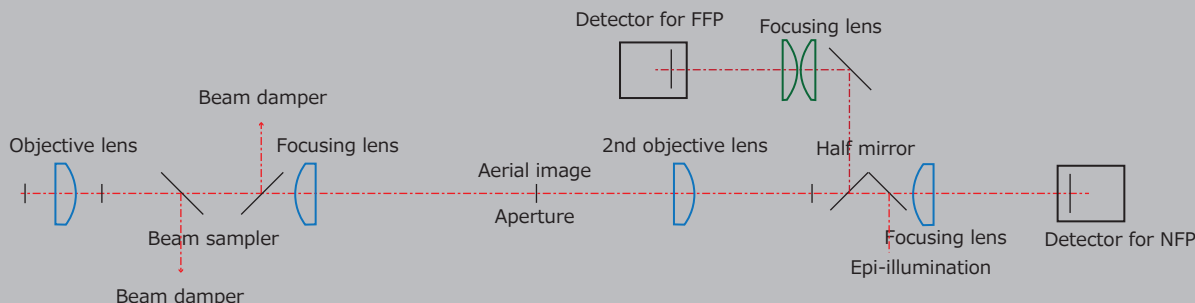 Detector for FFP
Focusing lens
Beam damper
Objective lens
Focusing lens
Aerial image
2nd objective lens
Half mirror
Aperture
Beam sampler
Focusing lens
Detector for NFP
Epi-illumination
Beam damper